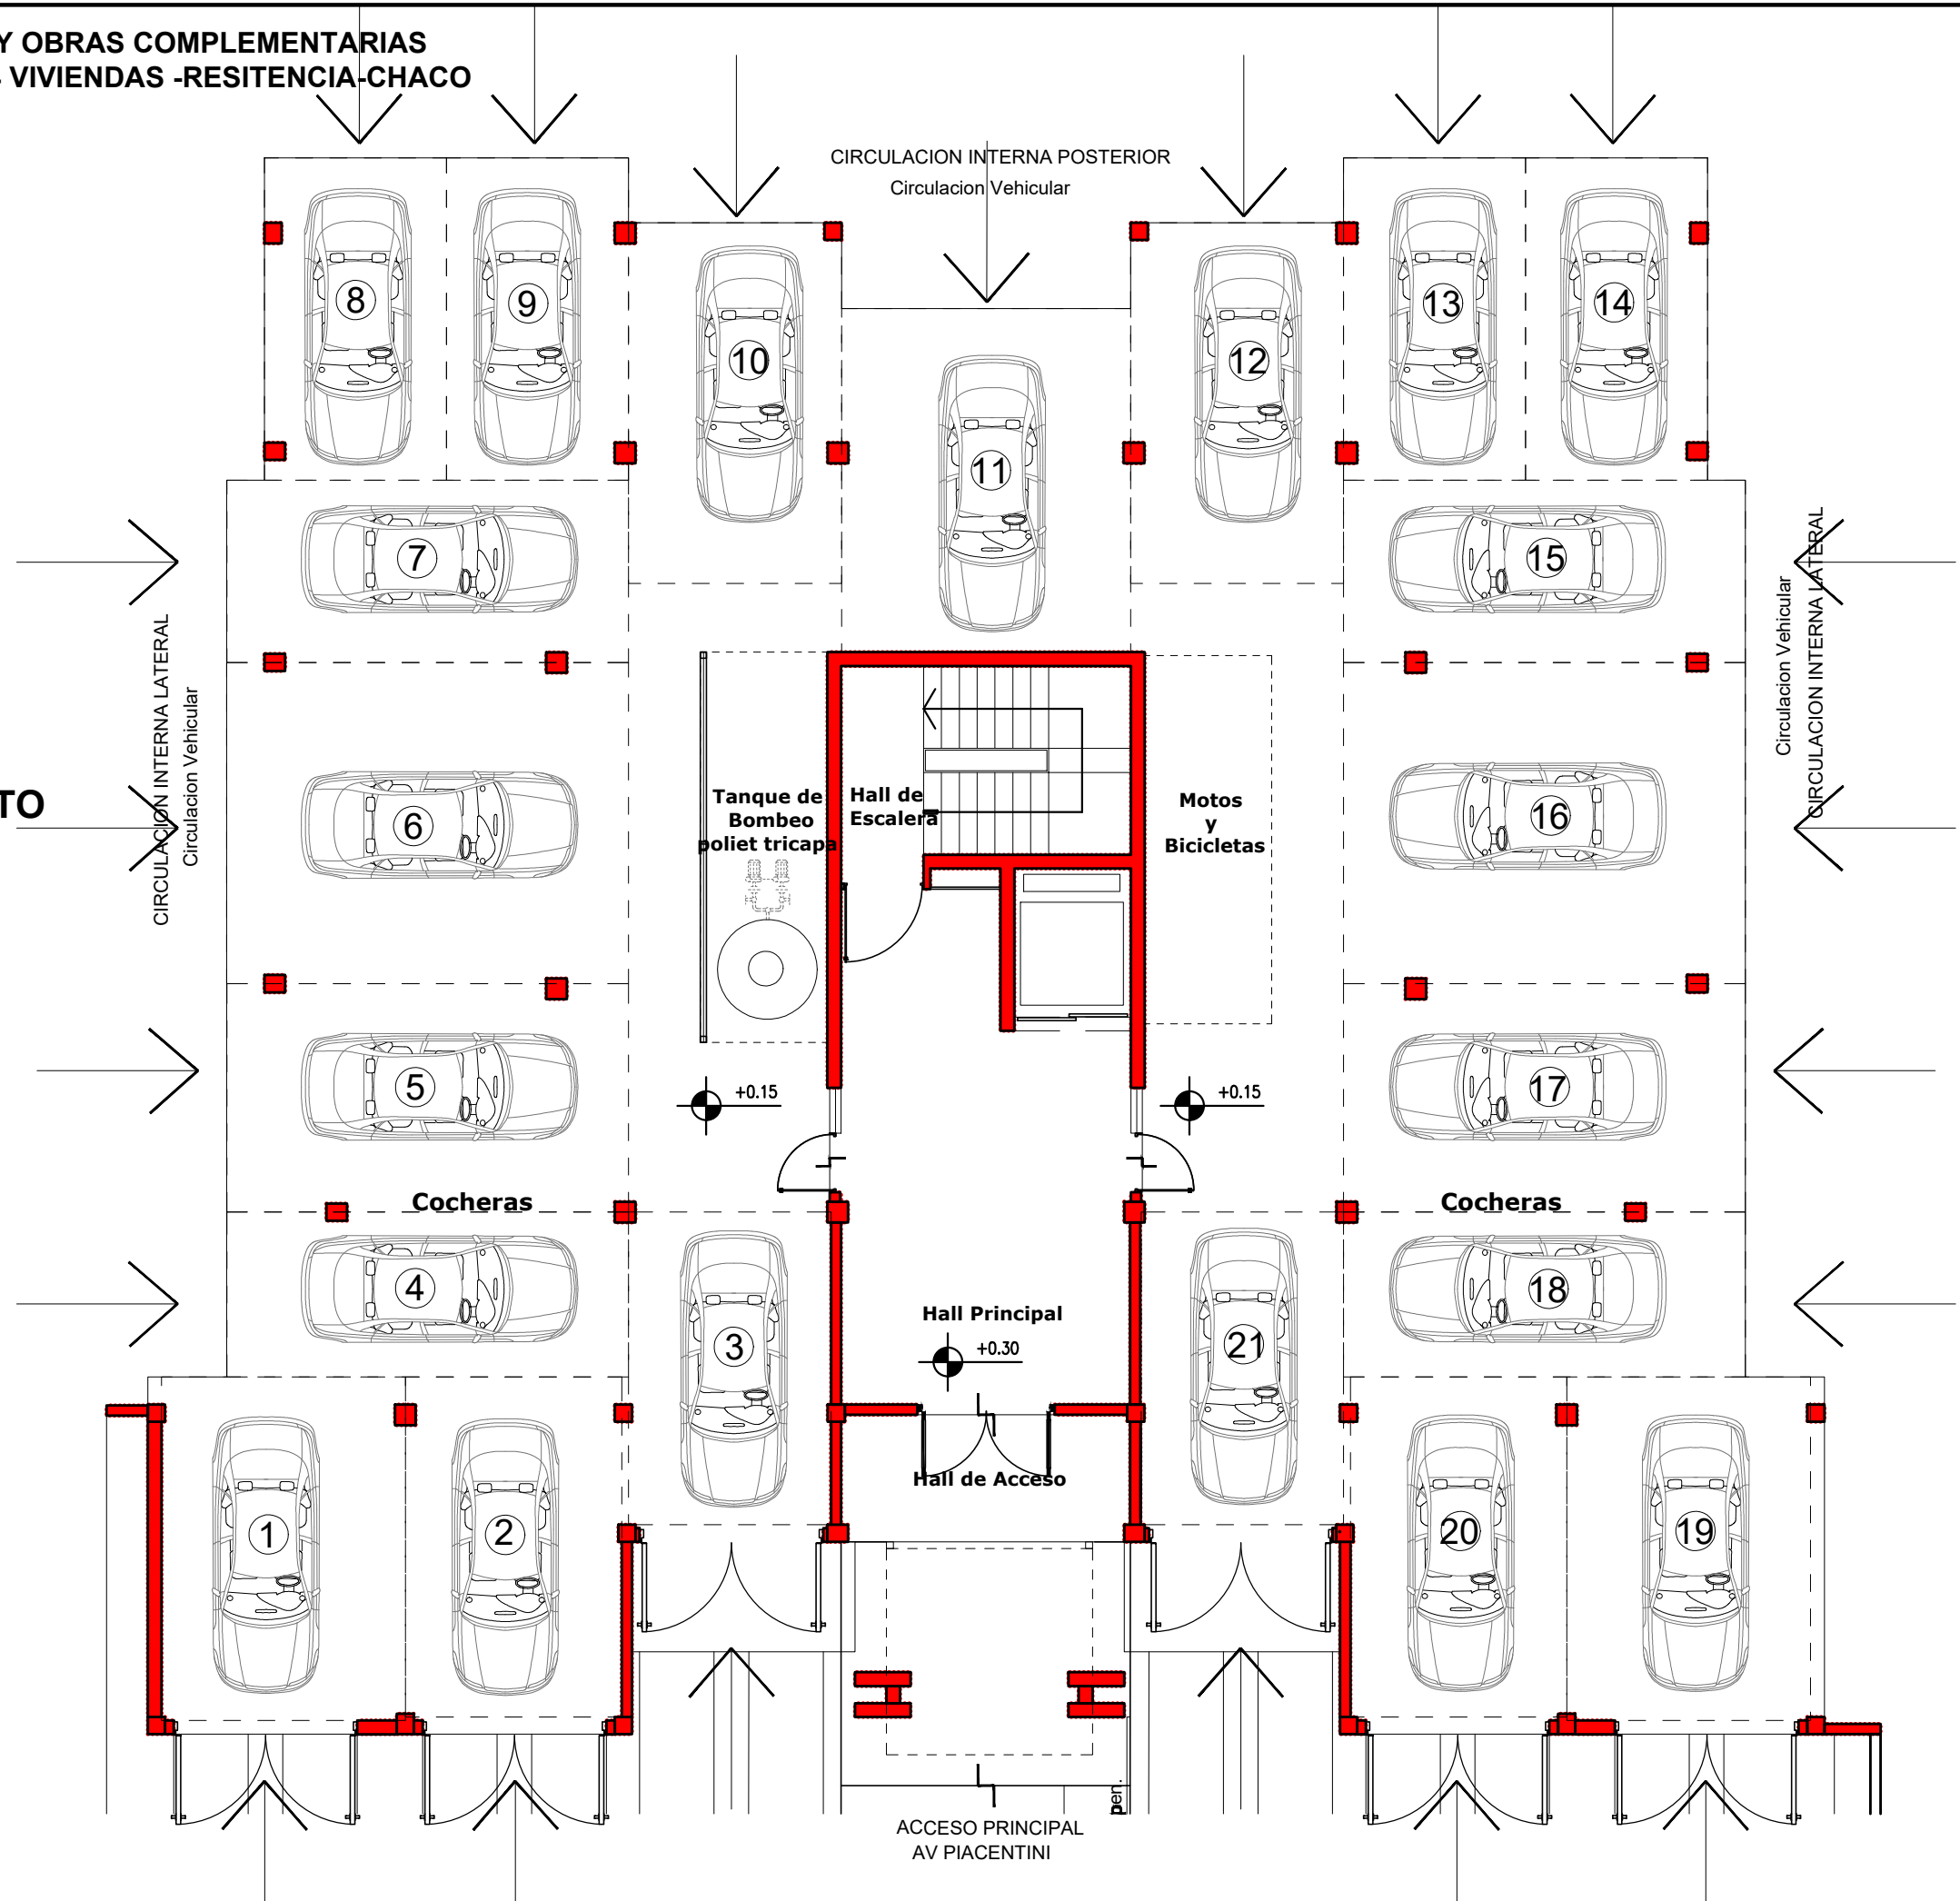 Y OBRAS COMPLEMENTARIAS
VIVIENDAS -RESITENCIA-CHACO
CIRCULACION INTERNA POSTERIOR
Circulacion Vehicular
8
9
10
11
12
13
14
7
15
CIRCULACION INTERNA LATERAL
Circulacion Vehicular
Circulacion Vehicular
CIRCULACION INTERNA LATERAL
TO
6
Tanque de
Bombeo
poliet tricapa
Hall de
Escalera
Motos
y
Bicicletas
16
5
+0.15
+0.15
17
Cocheras
Cocheras
4
3
Hall Principal
+0.30
21
18
Hall de Acceso
1
2
20
19
pen.
ACCESO PRINCIPAL
AV PIACENTINI